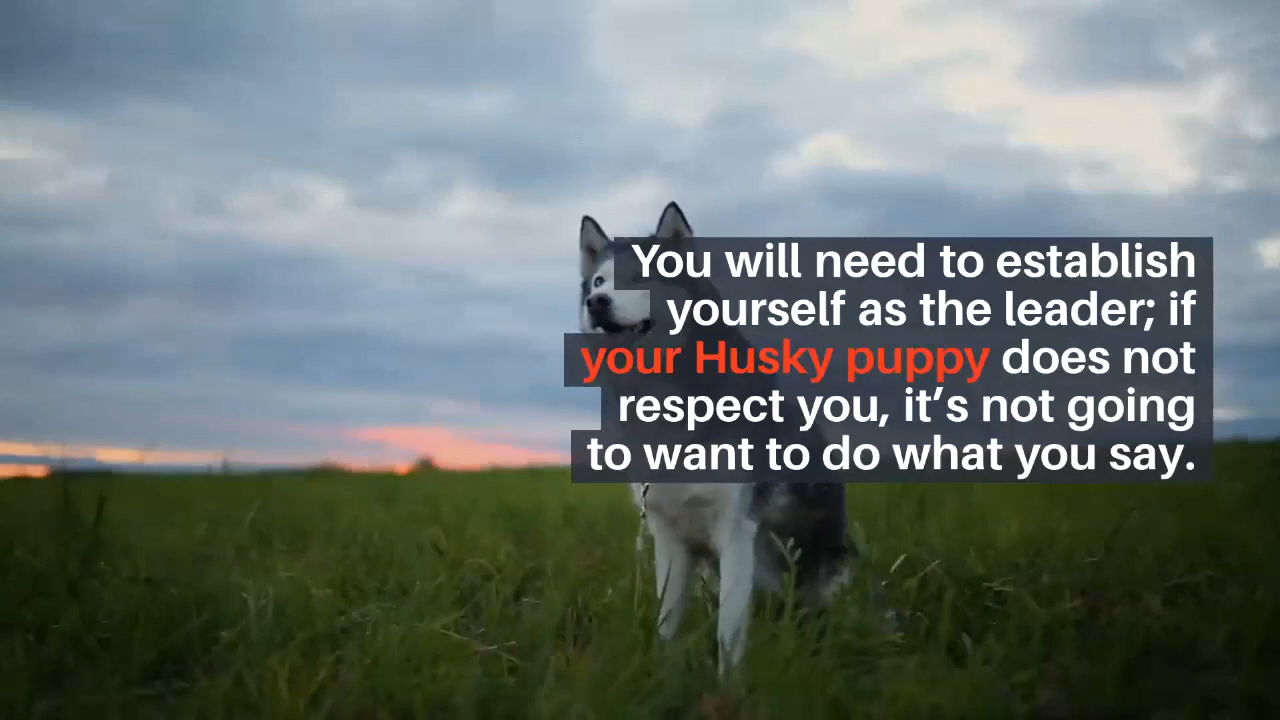 You will need to establish
yourself as the leader; if
your Husky puppy does not
respect you, it’s not going
to want to do what you say.